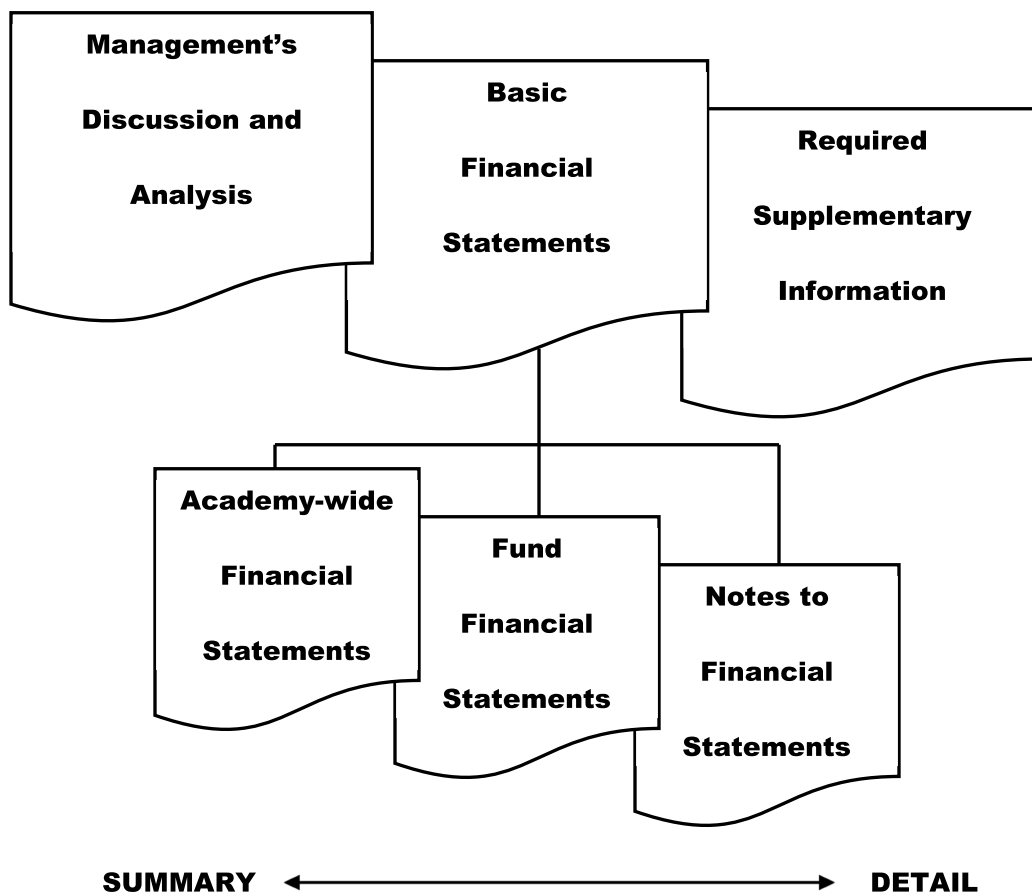 Management’s
Discussion and
Analysis
Basic
Financial
Statements
Required
Supplementary
Information
Academy-wide
Financial
Statements
Fund
Financial
Statements
Notes to
Financial
Statements
SUMMARY
DETAIL